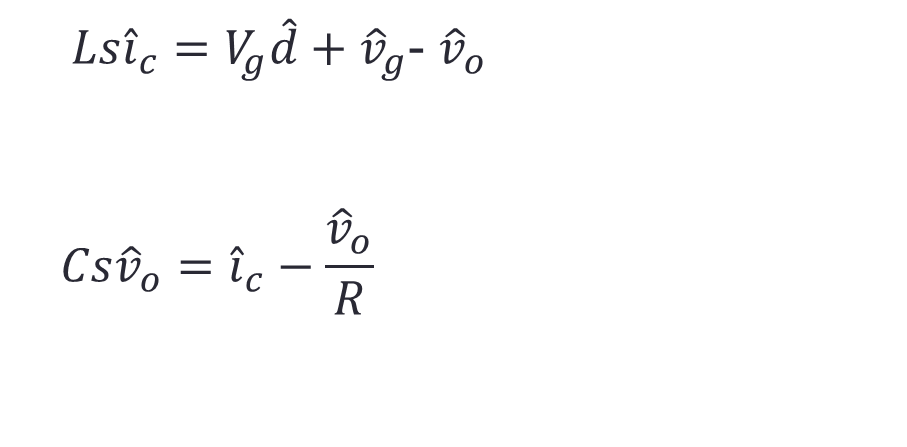 Lsî_c = V_g d̂ + v̂_g - v̂_o
Csv̂_o = î_c − v̂_o/R